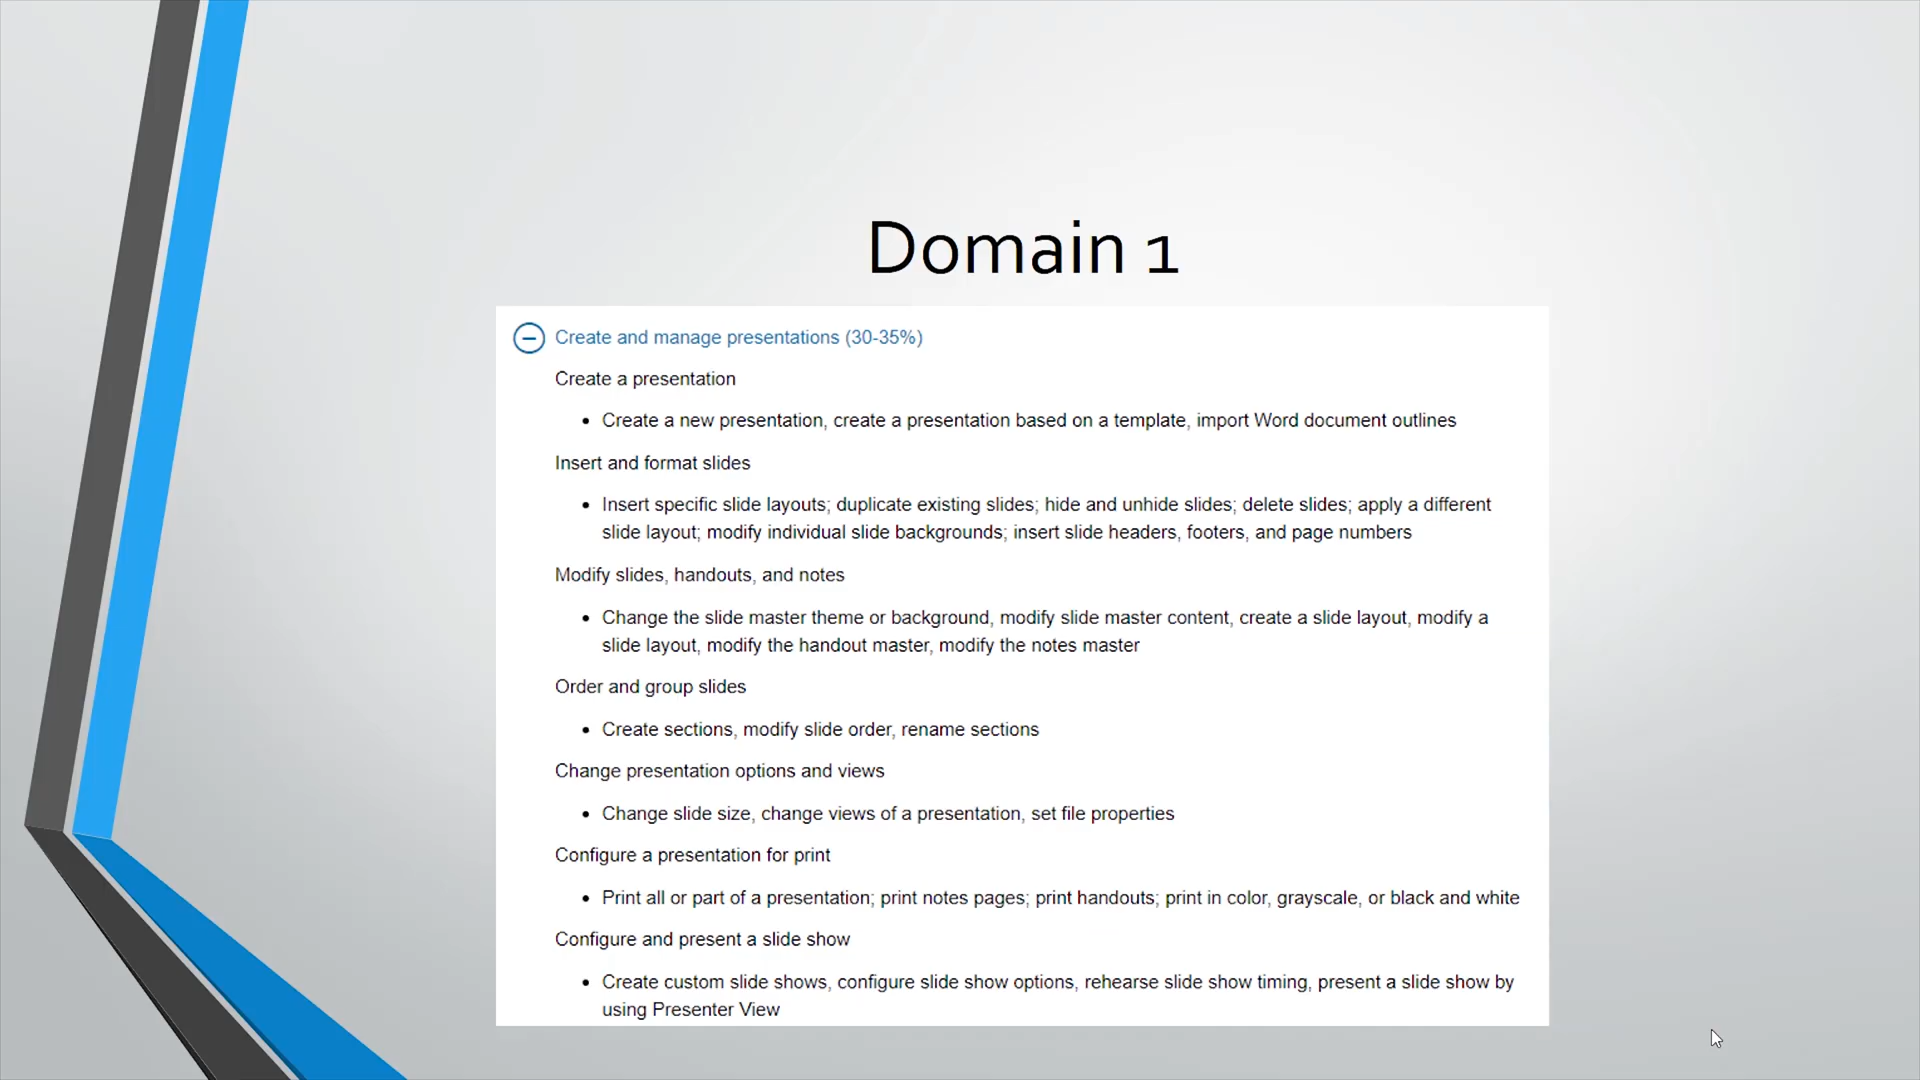 Domain 1
Create and manage presentations (30-35%)
Create a presentation
• Create a new presentation, create a presentation based on a template, import Word document outlines
Insert and format slides
• Insert specific slide layouts; duplicate existing slides; hide and unhide slides; delete slides; apply a different
slide layout; modify individual slide backgrounds; insert slide headers, footers, and page numbers
Modify slides, handouts, and notes
• Change the slide master theme or background, modify slide master content, create a slide layout, modify a
slide layout, modify the handout master, modify the notes master
Order and group slides
• Create sections, modify slide order, rename sections
Change presentation options and views
• Change slide size, change views of a presentation, set file properties
Configure a presentation for print
• Print all or part of a presentation; print notes pages; print handouts; print in color, grayscale, or black and white
Configure and present a slide show
• Create custom slide shows, configure slide show options, rehearse slide show timing, present a slide show by
using Presenter View